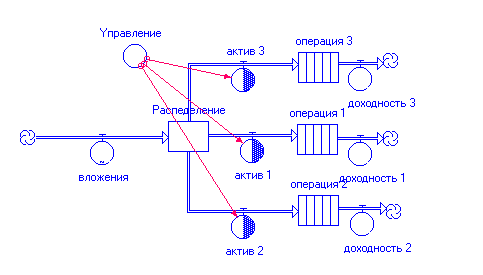 Управление
актив 3
операция 3
доходность 3
Распеделение
операция 1
вложения
актив 1
доходность 1
операция 2
актив 2
доходность 2